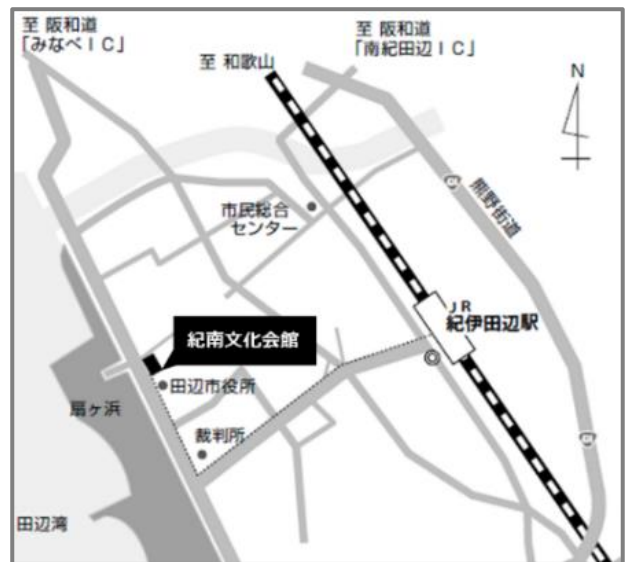 至 阪和道
「みなべIC」
至 和歌山
至 阪和道
「南紀田辺IC」
N
熊野街道
市民総合
センター
JR
紀伊田辺駅
紀南文化会館
田辺市役所
扇ヶ浜
裁判所
田辺湾